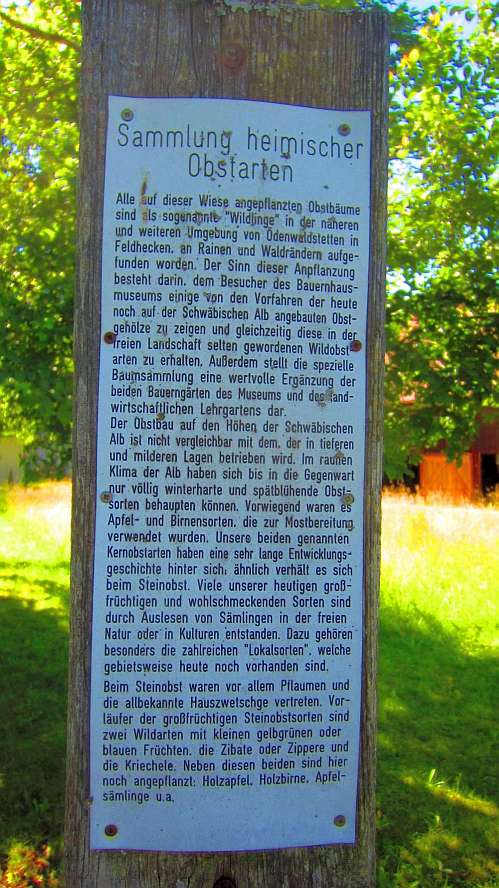 Sammlung heimischer
Obstarten
Alle auf dieser Wiese angepflanzten Obstbäume
sind als sogenannte "Wildlinge" in der näheren
und weiteren Umgebung von Ödenwaldstetten in
Feldhecken, an Rainen und Waldrändern aufge-
funden worden. Der Sinn dieser Anpflanzung
besteht darin, dem Besucher des Bauernhaus-
museums einige von den Vorfahren der heute
noch auf der Schwäbischen Alb angebauten Obst-
gehölze zu zeigen und gleichzeitig diese in der
freien Landschaft selten gewordenen Wildobst-
arten zu erhalten. Außerdem stellt die spezielle
Baumsammlung eine wertvolle Ergänzung der
beiden Bauerngärten des Museums und des land-
wirtschaftlichen Lehrgartens dar.
Der Obstbau auf den Höhen der Schwäbischen
Alb ist nicht vergleichbar mit dem, der in tieferen
und milderen Lagen betrieben wird. Im rauhen
Klima der Alb haben sich bis in die Gegenwart
nur völlig winterharte und spätblühende Obst-
sorten behaupten können. Vorwiegend waren es
Apfel- und Birnensorten, die zur Mostbereitung
verwendet wurden. Unsere beiden genannten
Kernobstarten haben eine sehr lange Entwicklungs-
geschichte hinter sich; ähnlich verhält es sich
beim Steinobst. Viele unserer heutigen groß-
früchtigen und wohlschmeckenden Sorten sind
durch Auslesen von Sämlingen in der freien
Natur oder in Kulturen entstanden. Dazu gehören
besonders die zahlreichen "Lokalsorten", welche
gebietsweise heute noch vorhanden sind.
Beim Steinobst waren vor allem Pflaumen und
die allbekannte Hauszwetschge vertreten. Vor-
läufer der großfrüchtigen Steinobstsorten sind
zwei Wildarten mit kleinen gelbgrünen oder
blauen Früchten, die Zibate oder Zippere und
die Kriechele. Neben diesen beiden sind hier
noch angepflanzt: Holzapfel, Holzbirne, Apfel-
sämlinge u.a.